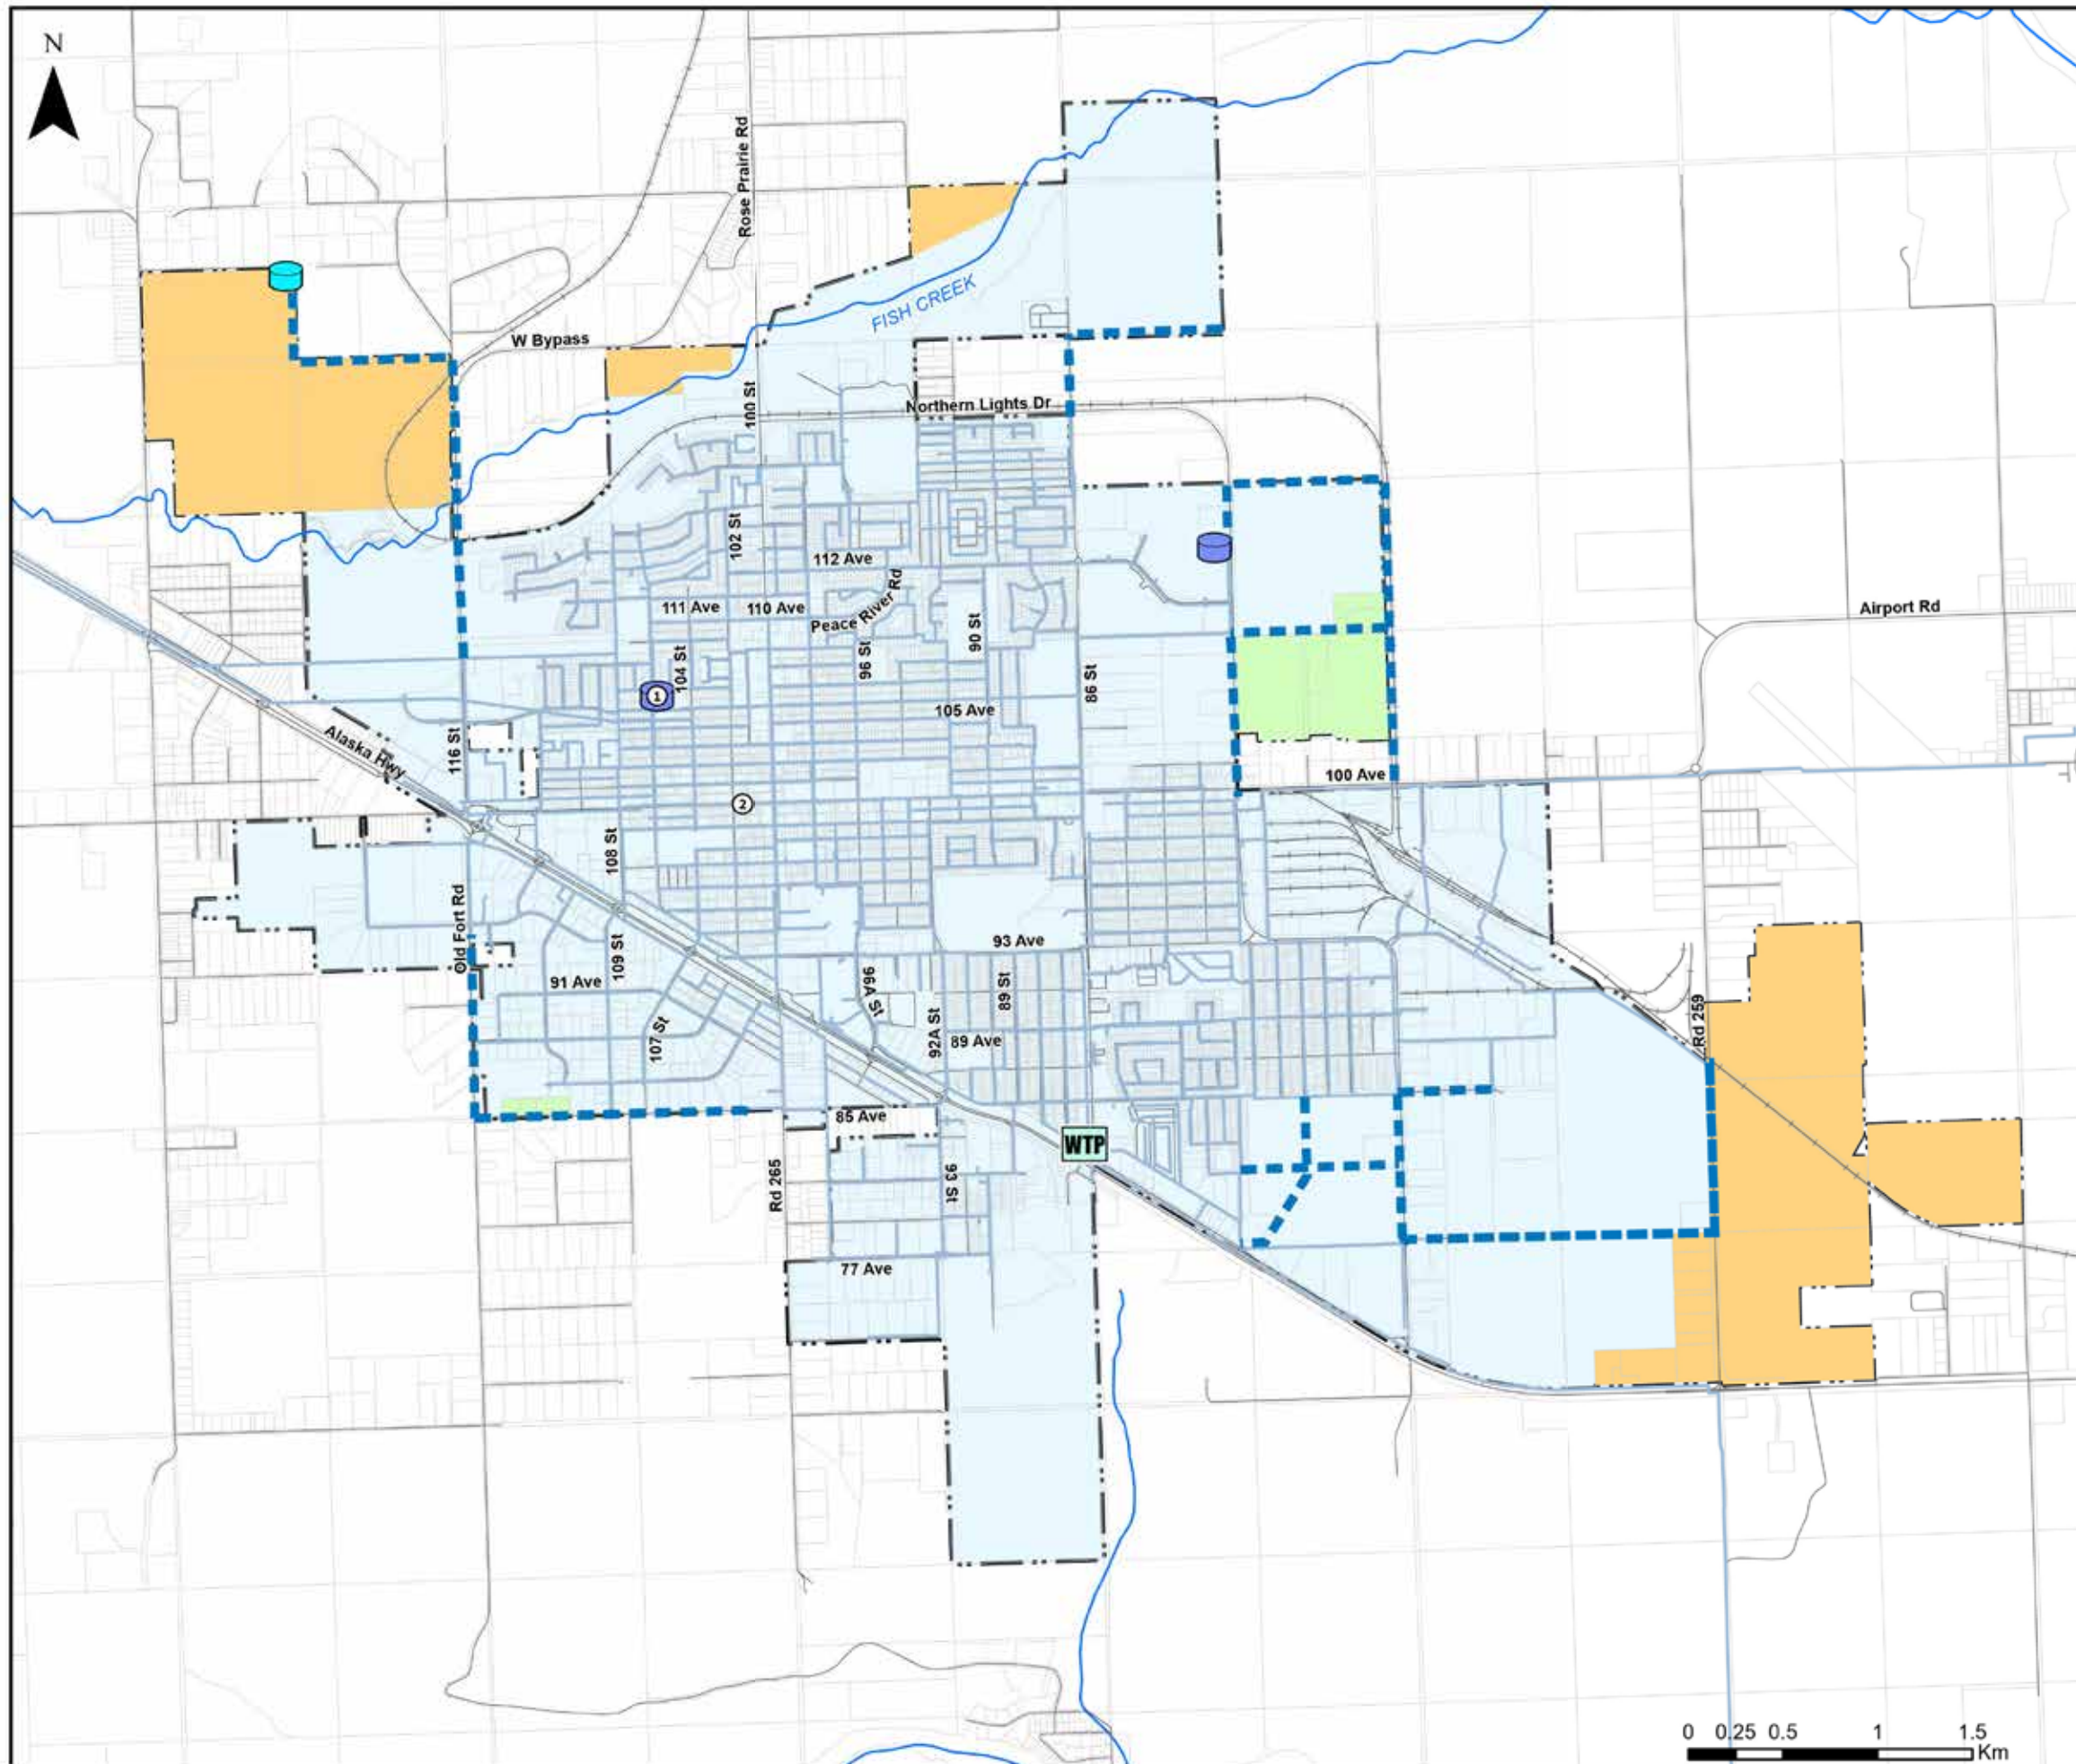 N
Rose Prairie Rd
FISH CREEK
W Bypass
100 St
Northern Lights Dr
102 St
112 Ave
111 Ave
110 Ave
Peace River Rd
90 St
Airport Rd
104 St
96 St
86 St
1
105 Ave
116 St
Alaska Hwy
100 Ave
2
108 St
Old Fort Rd
93 Ave
109 St
91 Ave
96A St
89 St
Rd 259
107 St
92A St
89 Ave
85 Ave
WTP
Rd 265
93 St
77 Ave
0 0.25 0.5 1 1.5
Km